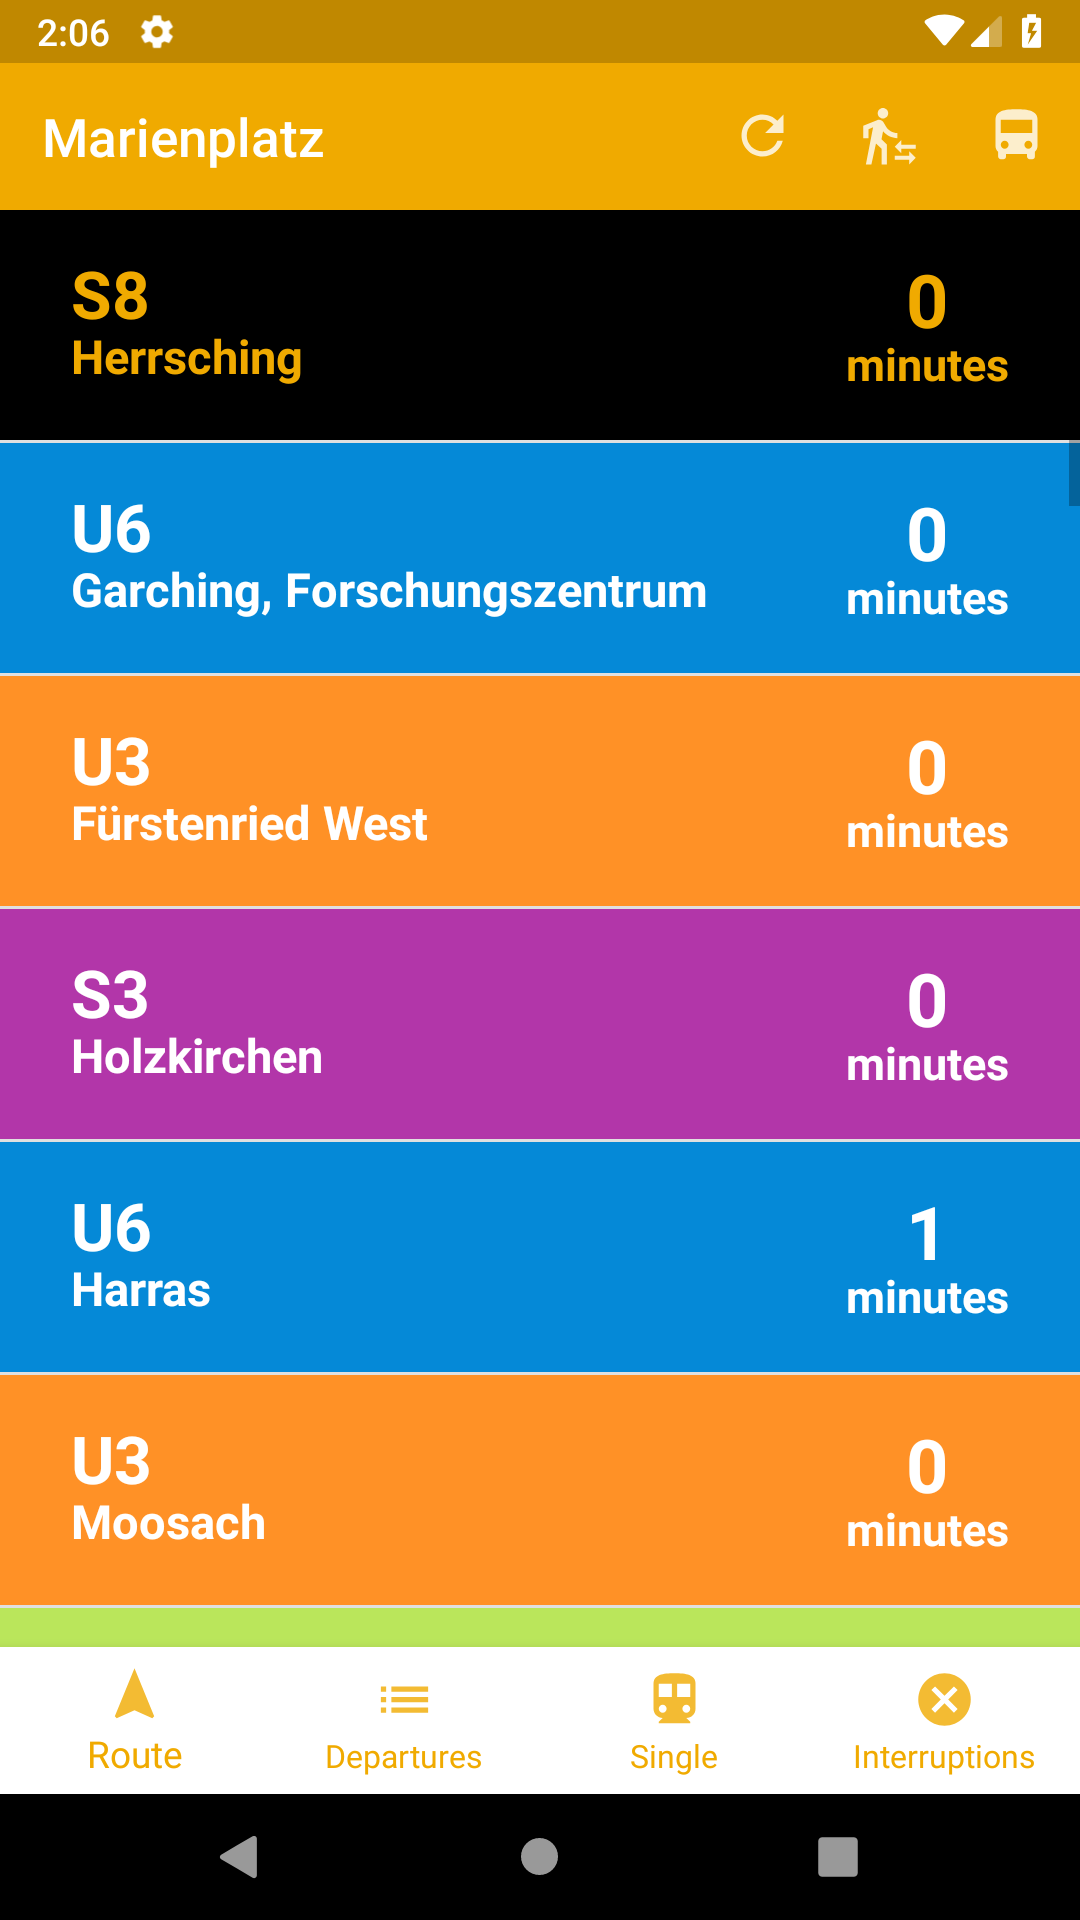 2:06
Marienplatz
S8
Herrsching
0
minutes
U6
Garching, Forschungszentrum
0
minutes
U3
Fürstenried West
0
minutes
S3
Holzkirchen
0
minutes
U6
Harras
1
minutes
U3
Moosach
0
minutes
Route
Departures
Single
Interruptions